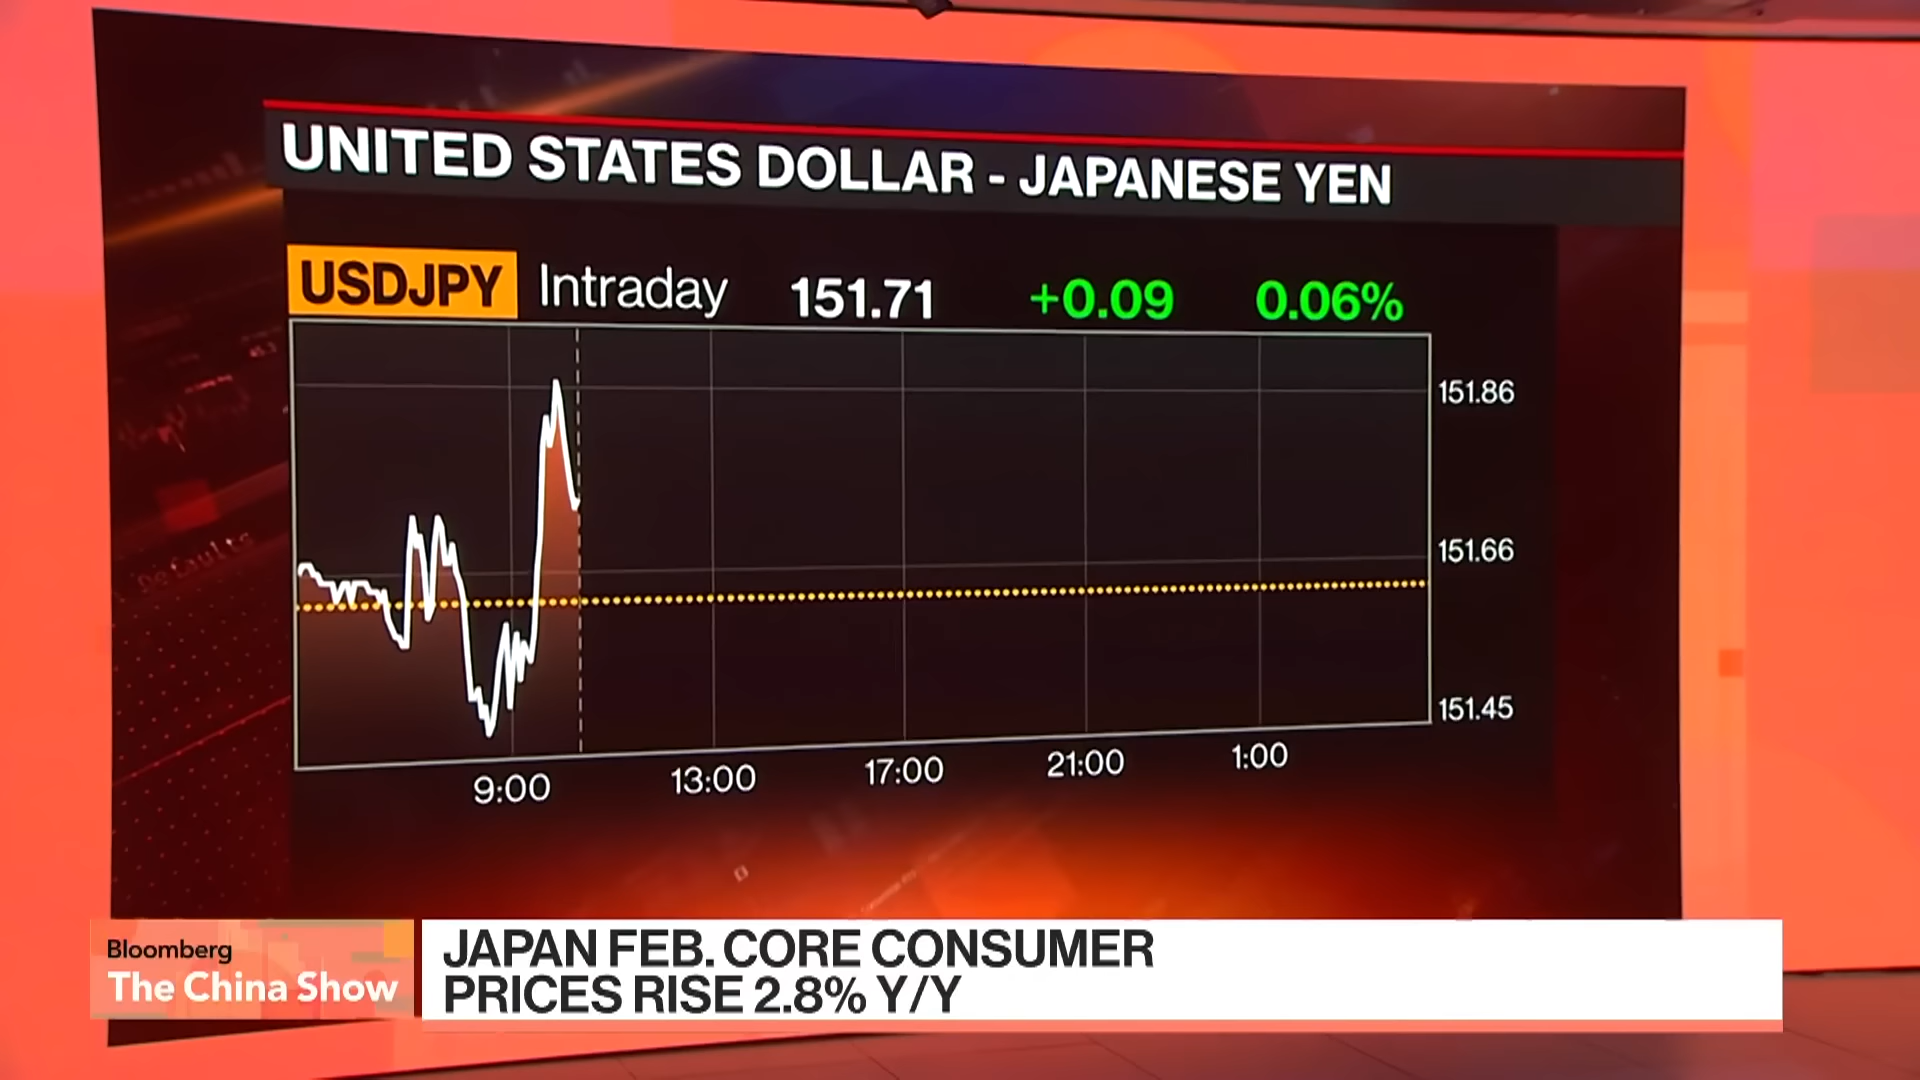 UNITED STATES DOLLAR - JAPANESE YEN
USDJPY Intraday 151.71 +0.09 0.06%
151.86
151.66
151.45
9:00 13:00 17:00 21:00 1:00
Defaults
Bloomberg
The China Show
JAPAN FEB. CORE CONSUMER
PRICES RISE 2.8% Y/Y